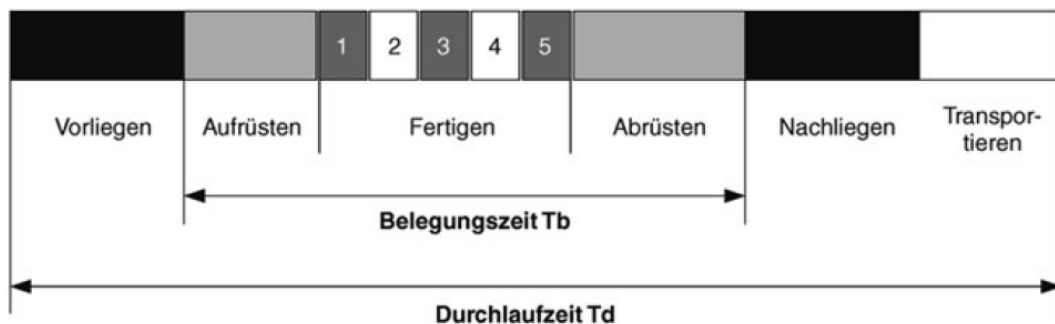 1 2 3 4 5
Vorliegen Aufrüsten Fertigen Abrüsten Nachliegen Transpor-
tieren
Belegungszeit Tb
Durchlaufzeit Td